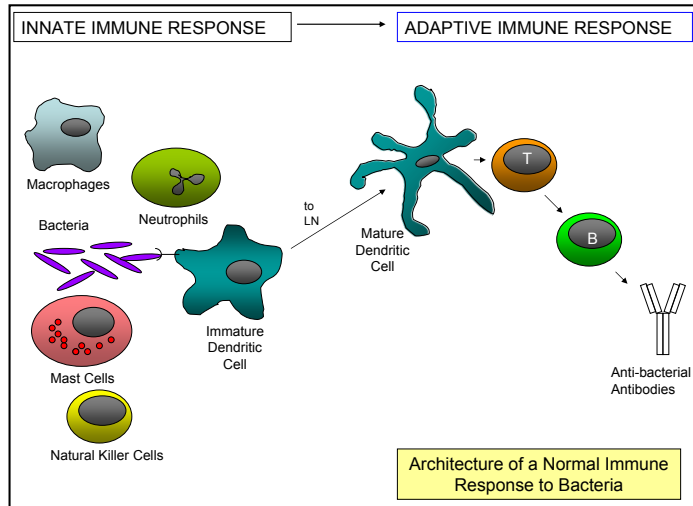 INNATE IMMUNE RESPONSE
ADAPTIVE IMMUNE RESPONSE
Macrophages
Neutrophils
Bacteria
Immature
Dendritic
Cell
Mast Cells
Natural Killer Cells
to
LN
Mature
Dendritic
Cell
T
B
Anti-bacterial
Antibodies
Architecture of a Normal Immune
Response to Bacteria